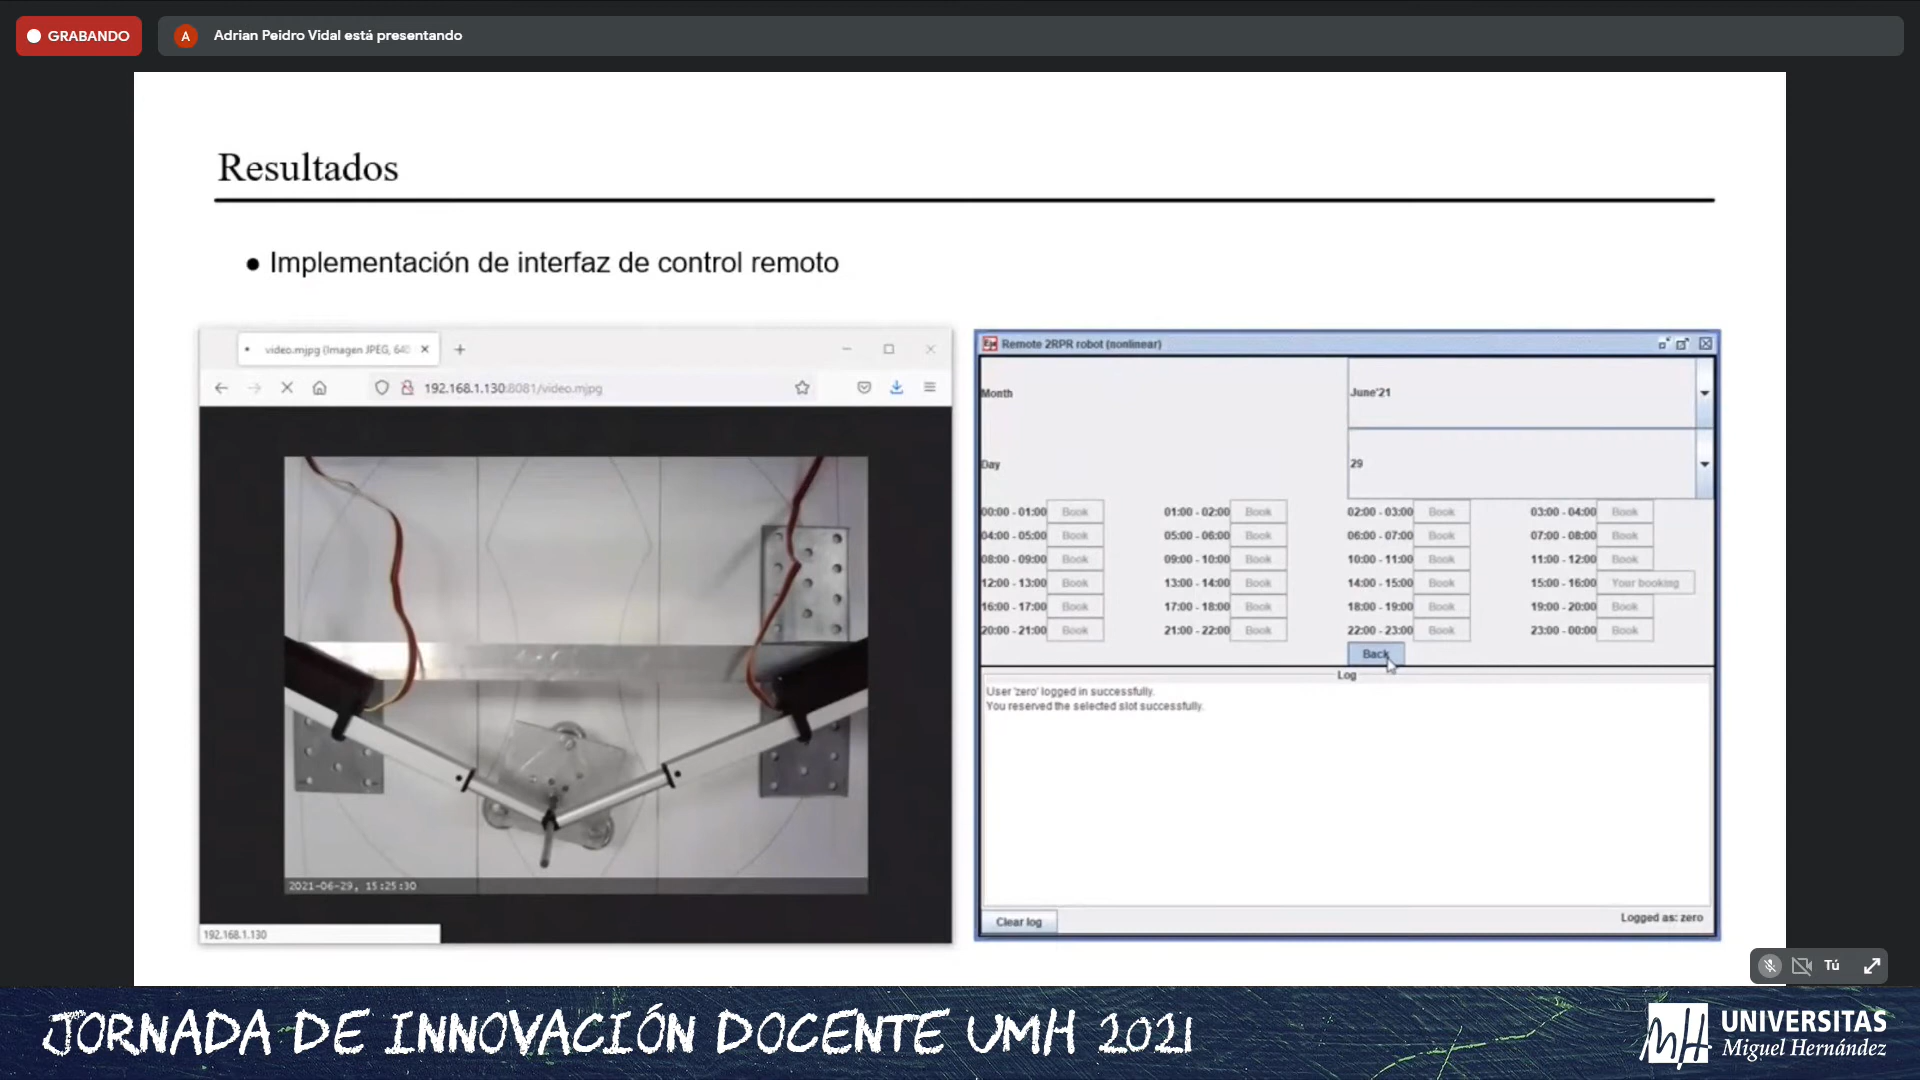 GRABANDO
A
Adrian Peidro Vidal está presentando
Resultados
● Implementación de interfaz de control remoto
video.mjpg (Imagen JPEG, 640
192.168.1.130:8081/video.mjpg
2021-06-29, 15:25:30
192.168.1.130
Remote 2RPR robot (nonlinear)
Month June'21
Day 29
00:00 - 01:00 Book 01:00 - 02:00 Book 02:00 - 03:00 Book 03:00 - 04:00 Book
04:00 - 05:00 Book 05:00 - 06:00 Book 06:00 - 07:00 Book 07:00 - 08:00 Book
08:00 - 09:00 Book 09:00 - 10:00 Book 10:00 - 11:00 Book 11:00 - 12:00 Book
12:00 - 13:00 Book 13:00 - 14:00 Book 14:00 - 15:00 Book 15:00 - 16:00 Your booking
16:00 - 17:00 Book 17:00 - 18:00 Book 18:00 - 19:00 Book 19:00 - 20:00 Book
20:00 - 21:00 Book 21:00 - 22:00 Book 22:00 - 23:00 Book 23:00 - 00:00 Book
Back
Log
User 'zero' logged in successfully.
You reserved the selected slot successfully.
Clear log
Logged as: zero
Tú
JORNADA DE INNOVACIÓN DOCENTE UMH 2021
UNIVERSITAS
Miguel Hernández